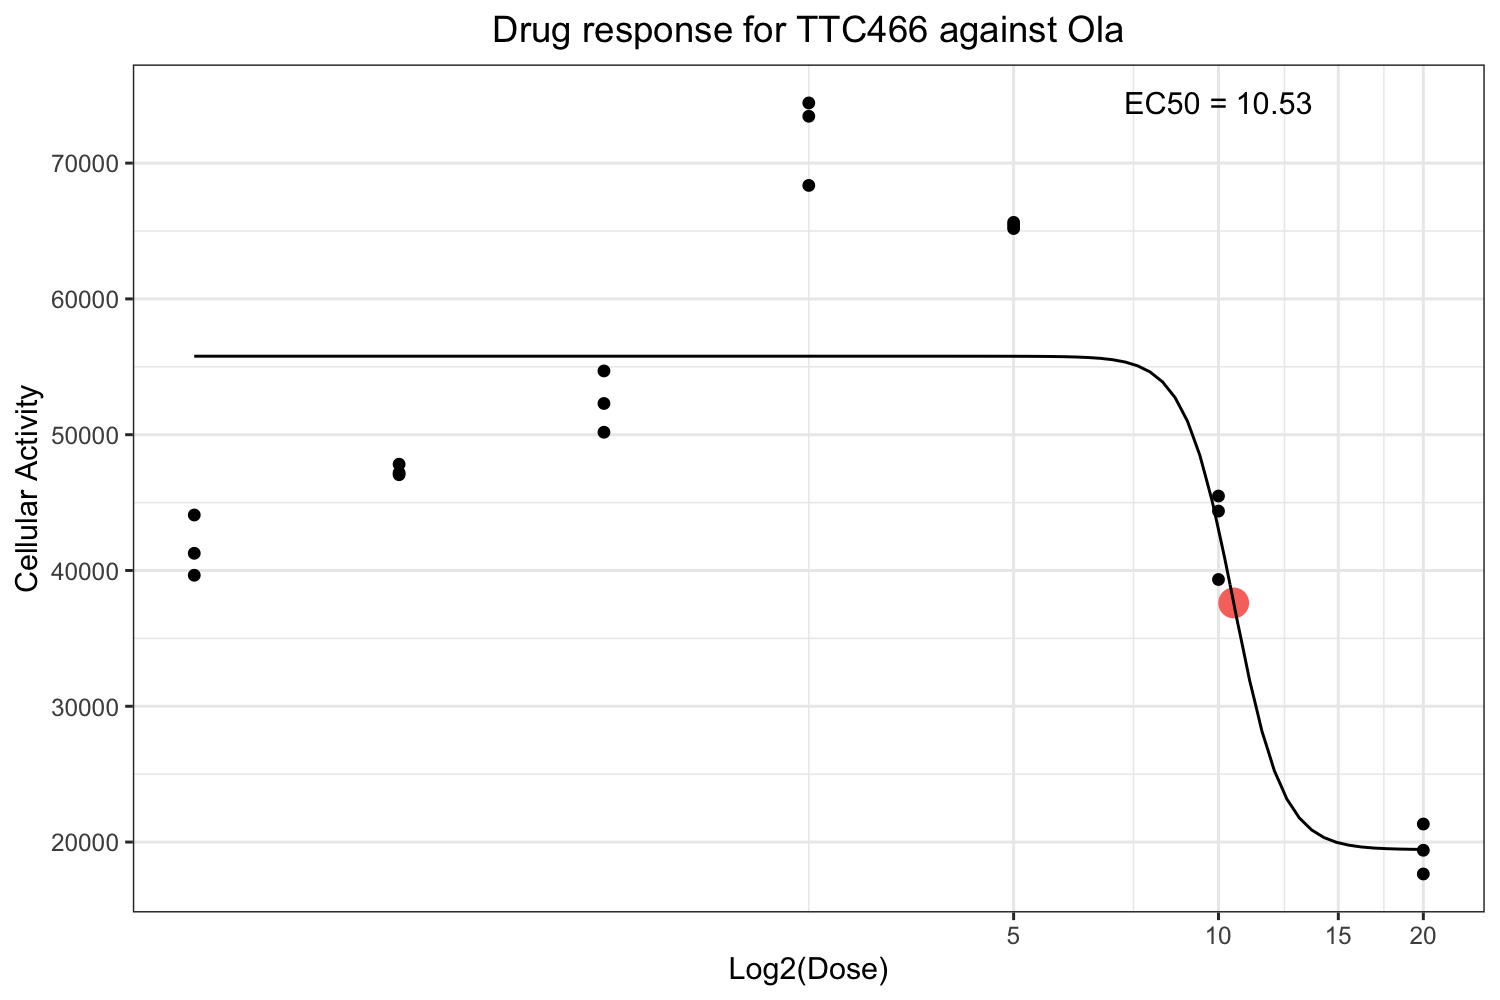 Drug response for TTC466 against Ola
EC50 = 10.53
70000
60000
50000
40000
30000
20000
Cellular Activity
5 10 15 20
Log2(Dose)